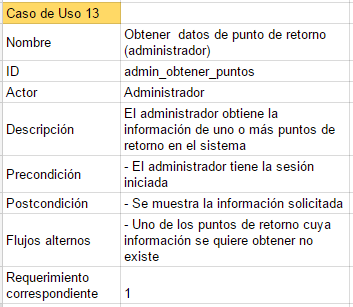 Caso de Uso 13
Nombre
Obtener datos de punto de retorno
(administrador)
ID
admin_obtener_puntos
Actor
Administrador
Descripción
El administrador obtiene la
información de uno o más puntos de
retorno en el sistema
Precondición
- El administrador tiene la sesión
iniciada
Postcondición
- Se muestra la información solicitada
Flujos alternos
- Uno de los puntos de retorno cuya
información se quiere obtener no
existe
Requerimiento
correspondiente
1